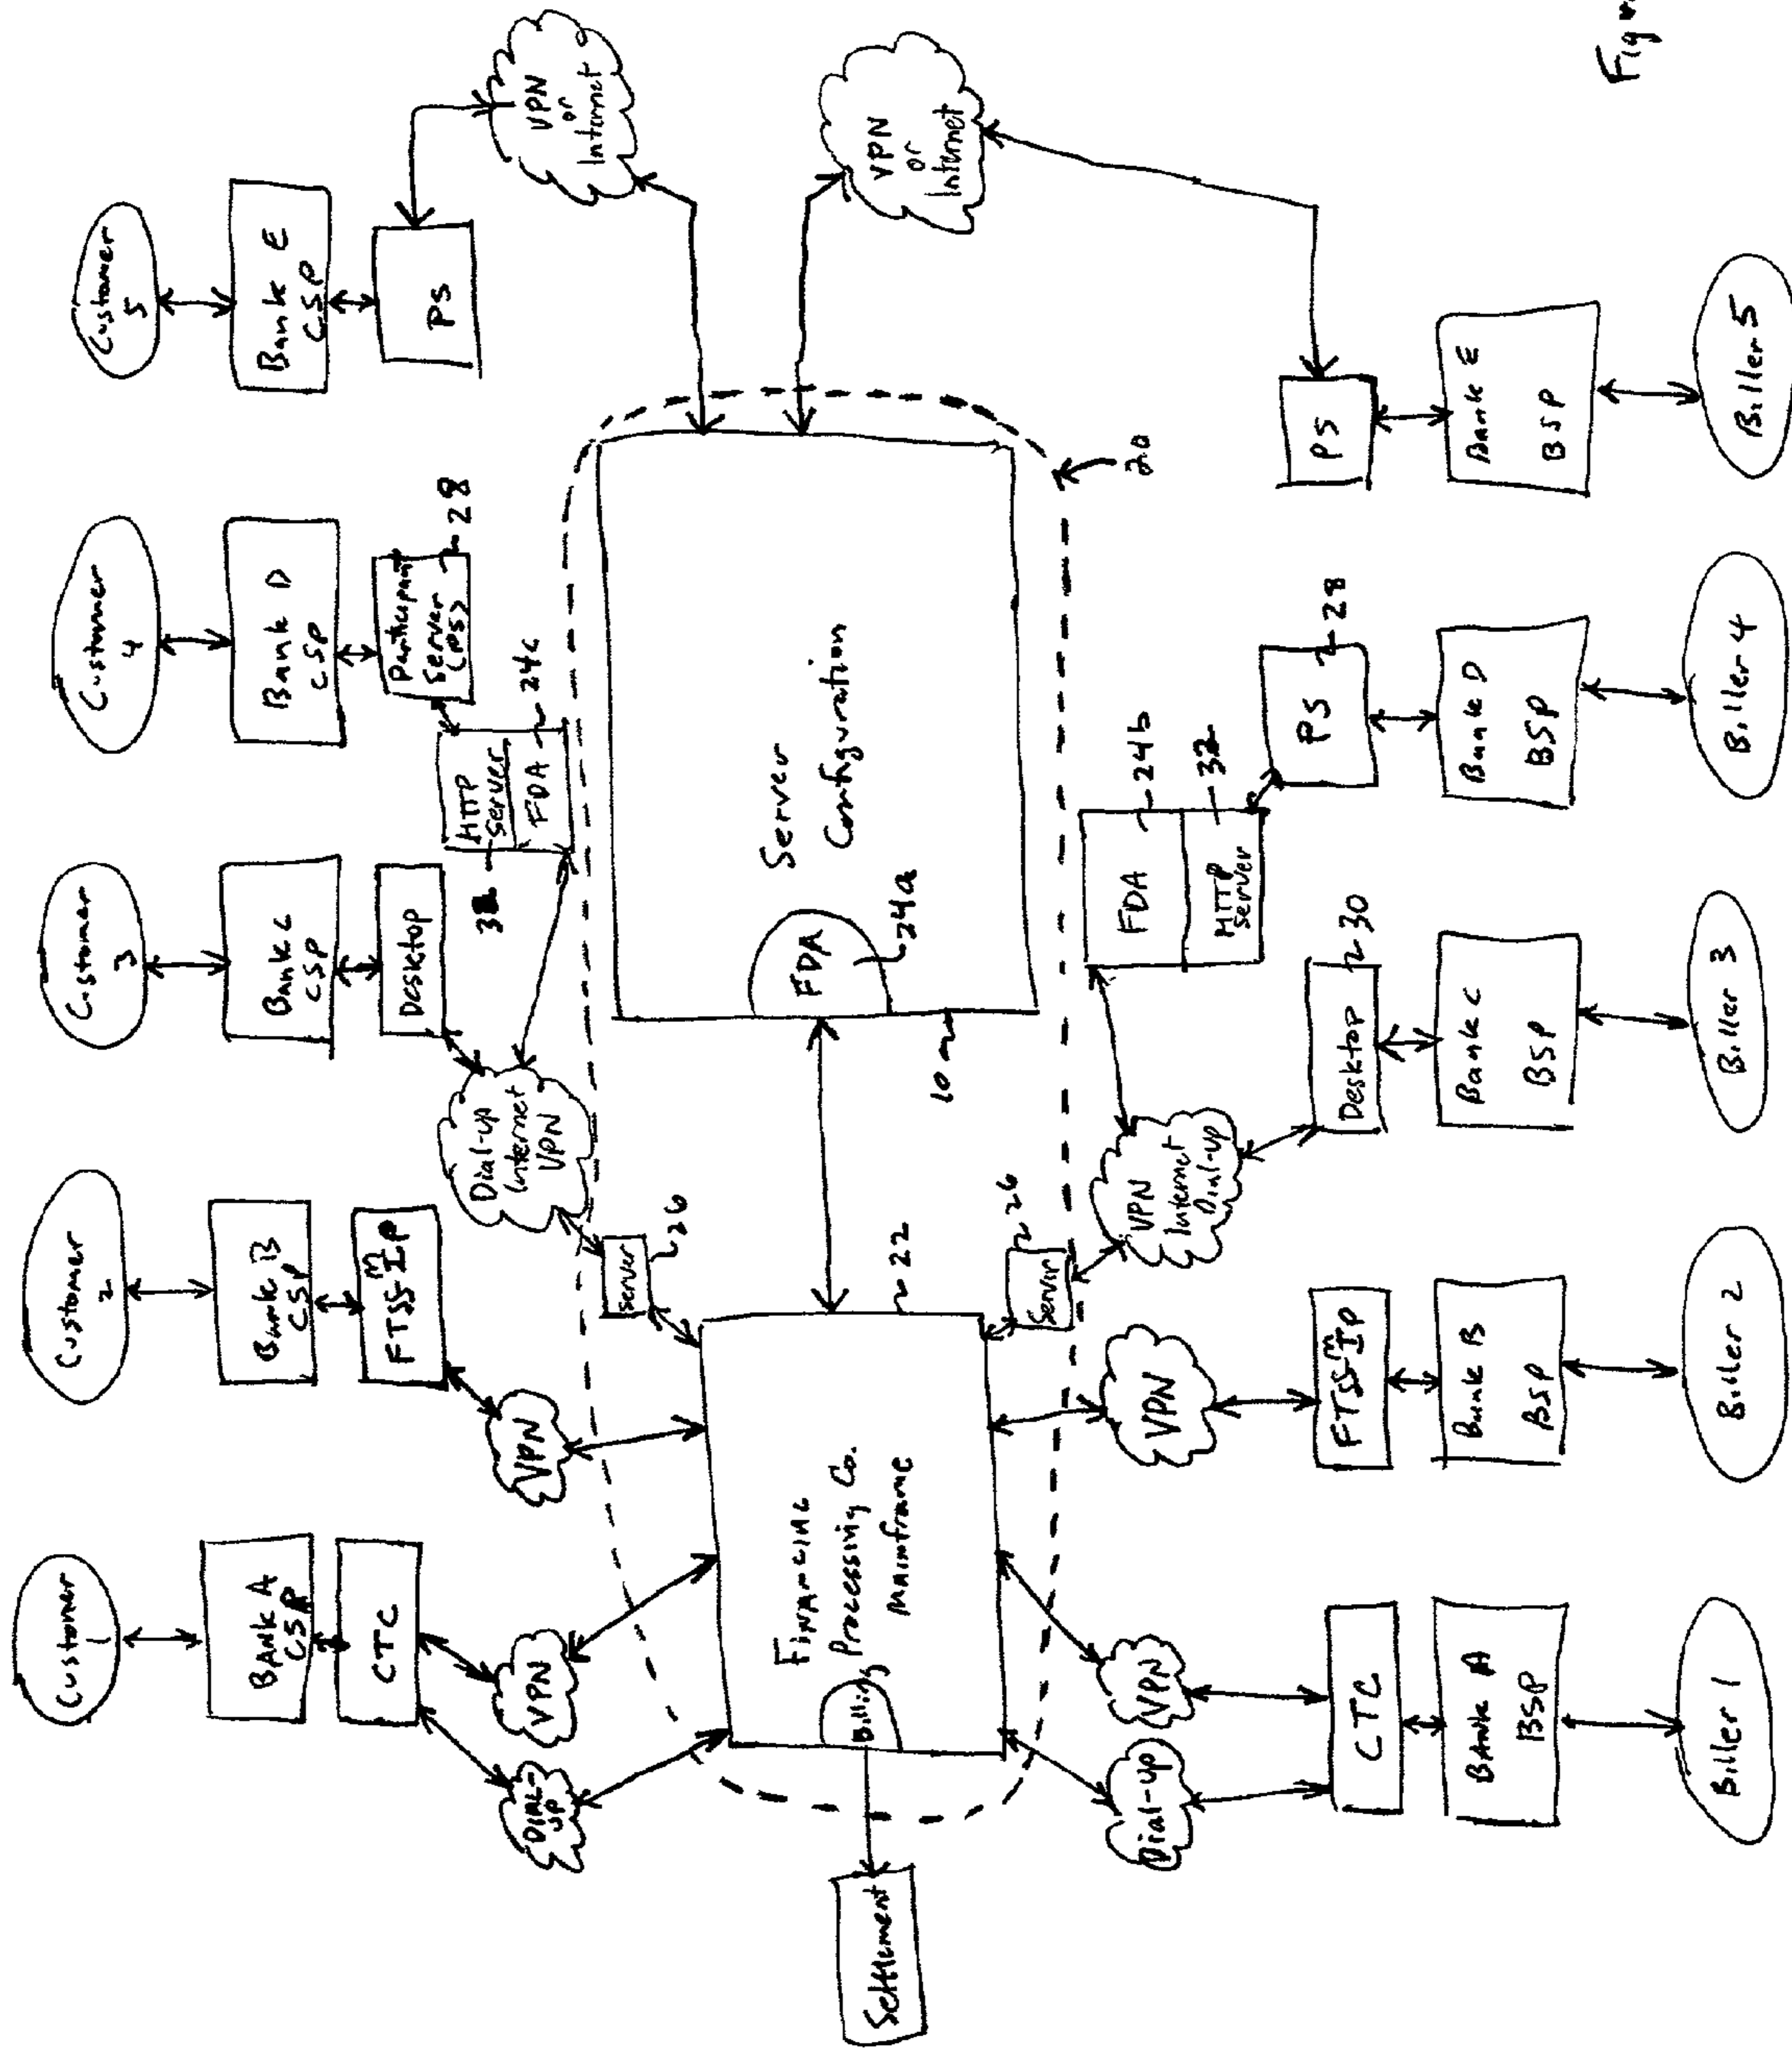 Customer
1
Customer
2
Customer
3
Customer
4
Customer
5
BANK A
CSP
Bank B
CSP
Bank C
CSP
Bank D
CSP
Bank E
CSP
CTC
FTSS-MIP
Desktop
Participant
Server
(PS)
28
PS
DIAL-
UP
VPN
VPN
Dial-up
Internet
VPN
HTTP
Server
FDA
24c
VPN
or
Internet
server
26
Settlement
Billing
Financial
Processing Co.
Mainframe
22
FDA
24a
10
Server
Configuration
20
VPN
or
Internet
Server
26
Dial-up
VPN
VPN
VPN
Internet
Dial-up
FDA
24b
HTTP
Server
32
CTC
FTSS-MIP
Desktop
30
PS
28
PS
BANK A
BSP
Bank B
BSP
Bank C
BSP
Bank D
BSP
Bank E
BSP
Biller 1
Biller 2
Biller 3
Biller 4
Biller 5